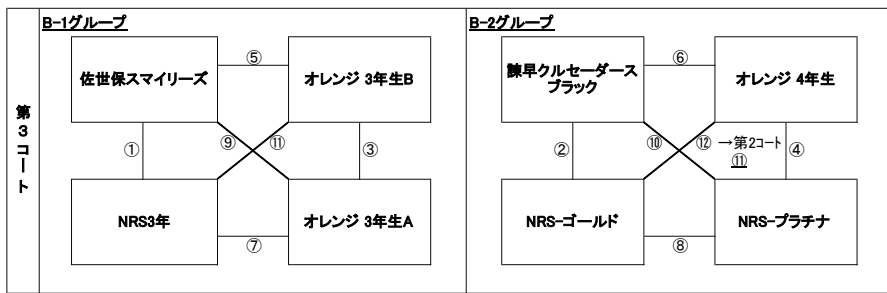 第3コート
B-1グループ
佐世保スマイリーズ
⑤
オレンジ 3年生B
①
⑨
⑪
③
NRS3年
⑦
オレンジ 3年生A
B-2グループ
諫早クルセーダース
ブラック
⑥
オレンジ 4年生
②
⑩
⑫
→第2コート
⑪
④
NRS-ゴールド
⑧
NRS-プラチナ